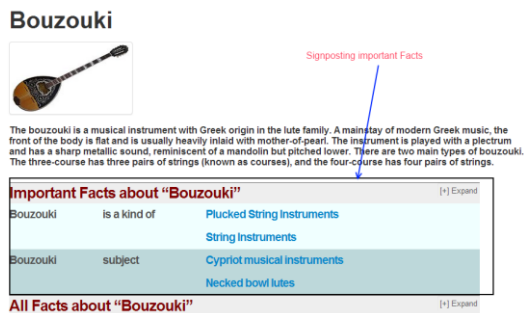 Bouzouki
Signposting important Facts
The bouzouki is a musical instrument with Greek origin in the lute family. A mainstay of modern Greek music, the
front of the body is flat and is usually heavily inlaid with mother-of-pearl. The instrument is played with a plectrum
and has a sharp metallic sound, reminiscent of a mandolin but pitched lower. There are two main types of bouzouki.
The three-course has three pairs of strings (known as courses), and the four-course has four pairs of strings.
Important Facts about “Bouzouki” [+] Expand
Bouzouki is a kind of Plucked String Instruments
String Instruments
Bouzouki subject Cypriot musical instruments
Necked bowl lutes
All Facts about “Bouzouki” [+] Expand